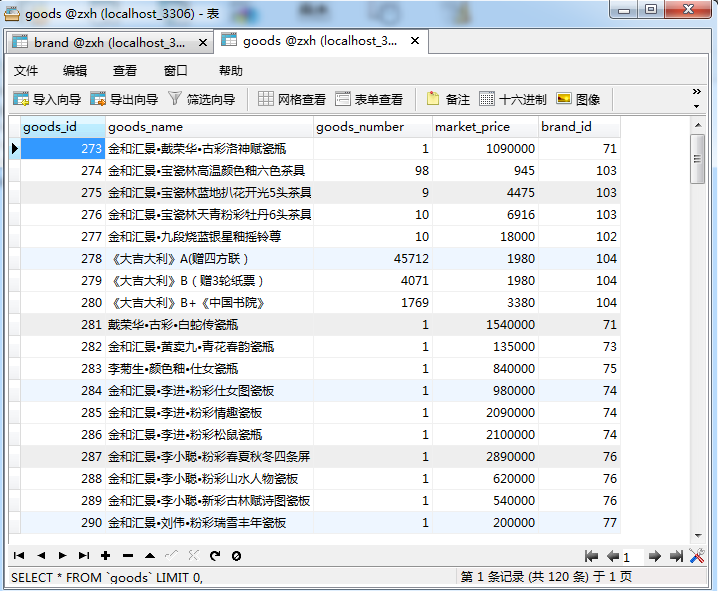 goods @zxh (localhost_3306) - 表
brand @zxh (localhost_3... goods @zxh (localhost_3...
文件 编辑 查看 窗口 帮助
导入向导 导出向导 筛选向导 网格查看 表单查看 备注 十六进制 图像 »
goods_id goods_name goods_number market_price brand_id
273 金和汇景•戴荣华•古彩洛神赋瓷瓶 1 1090000 71
274 金和汇景•宝瓷林高温颜色釉六色茶具 98 945 103
275 金和汇景•宝瓷林蓝地扒花开光5头茶具 9 4475 103
276 金和汇景•宝瓷林天青粉彩牡丹6头茶具 10 6916 103
277 金和汇景•九段烧蓝银星釉摇铃尊 10 18000 102
278 《大吉大利》A(赠四方联） 45712 1980 104
279 《大吉大利》B（赠3轮纸票） 4071 1980 104
280 《大吉大利》B+《中国书院》 1769 3380 104
281 戴荣华•古彩•白蛇传瓷瓶 1 1540000 71
282 金和汇景•黄卖九•青花春韵瓷瓶 1 135000 73
283 李菊生•颜色釉•仕女瓷瓶 1 840000 75
284 金和汇景•李进•粉彩仕女图瓷板 1 980000 74
285 金和汇景•李进•粉彩情趣瓷板 1 2090000 74
286 金和汇景•李进•粉彩松鼠瓷瓶 1 2100000 74
287 金和汇景•李小聪•粉彩春夏秋冬四条屏 1 2890000 76
288 金和汇景•李小聪•粉彩山水人物瓷板 1 620000 76
289 金和汇景•李小聪•新彩古林赋诗图瓷板 1 540000 76
290 金和汇景•刘伟•粉彩瑞雪丰年瓷板 1 200000 77
1
SELECT * FROM `goods` LIMIT 0, 第 1 条记录 (共 120 条) 于 1 页